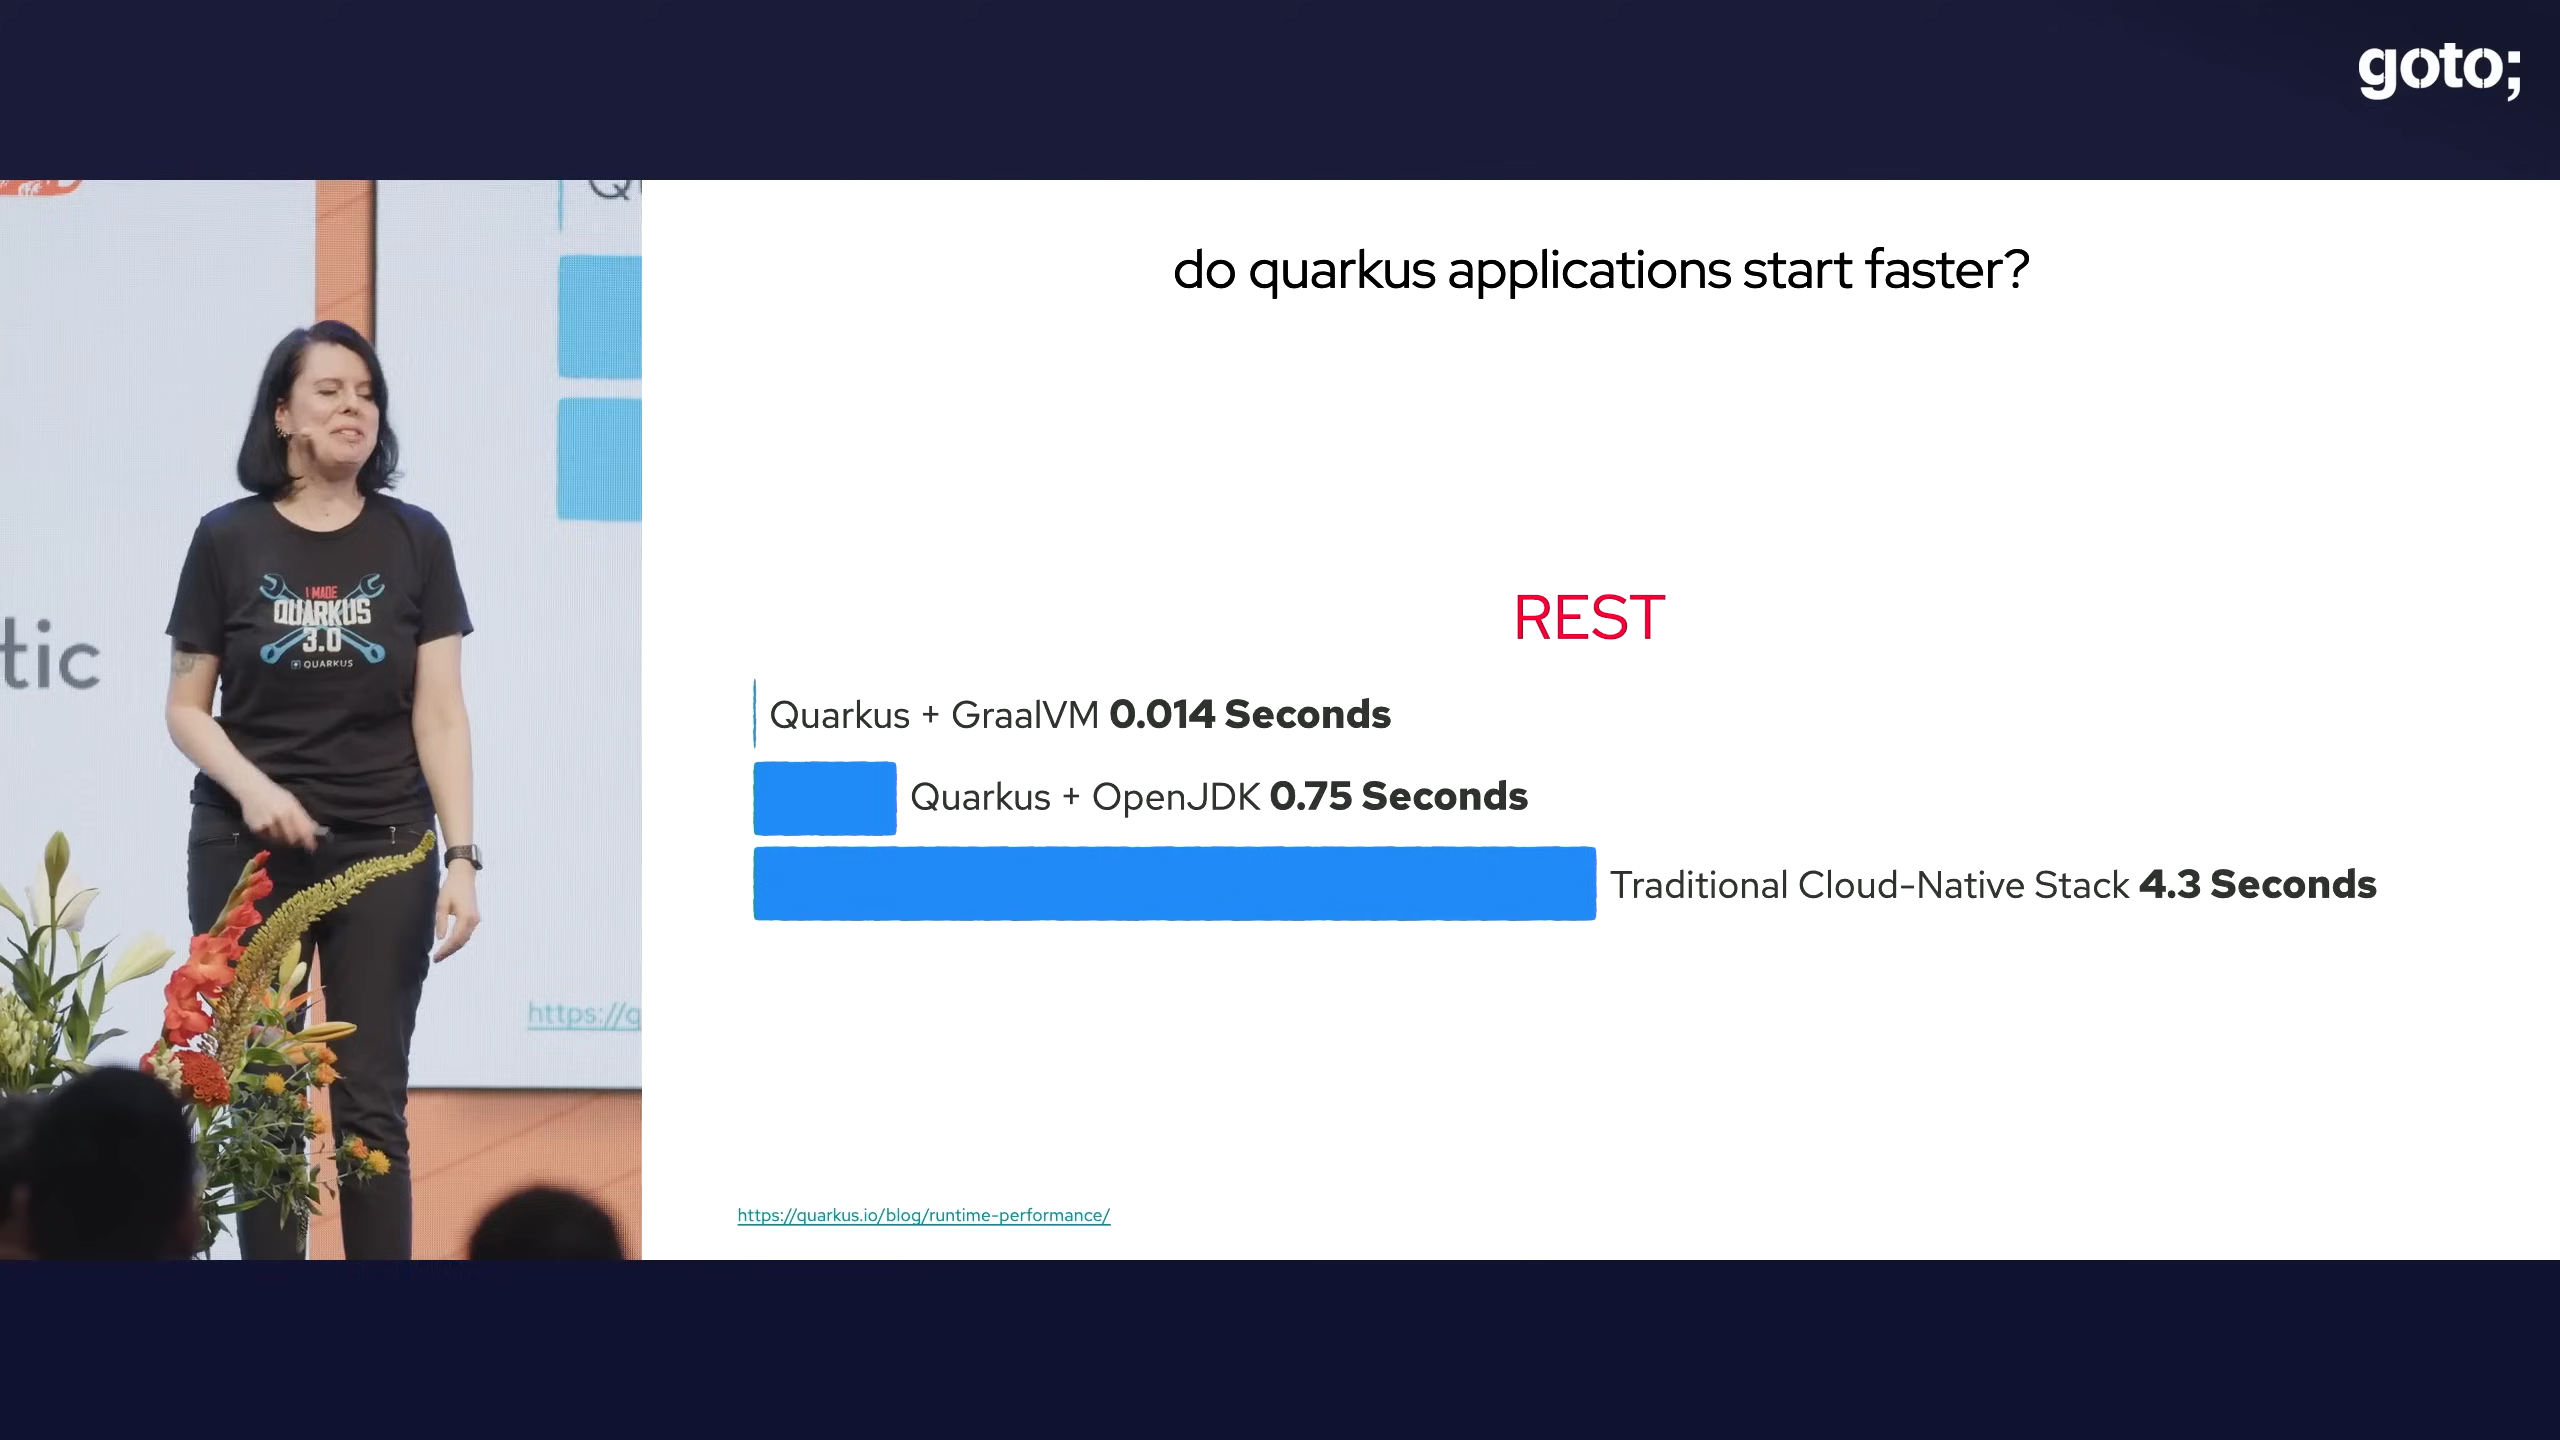 goto;
do quarkus applications start faster?
REST
Quarkus + GraalVM 0.014 Seconds
Quarkus + OpenJDK 0.75 Seconds
Traditional Cloud-Native Stack 4.3 Seconds
https://quarkus.io/blog/runtime-performance/
tic
https://q
I MADE
QUARKUS
3.0
QUARKUS